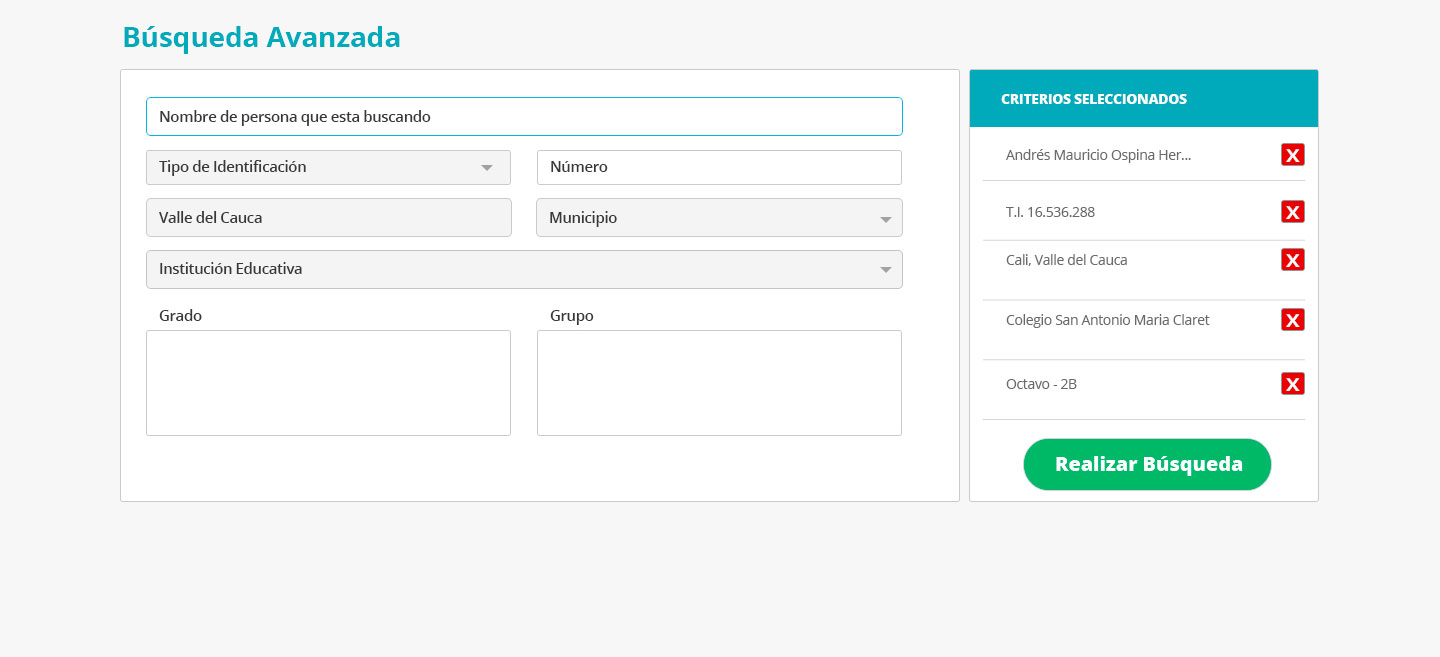 Búsqueda Avanzada
Nombre de persona que esta buscando
Tipo de Identificación
Número
Valle del Cauca
Municipio
Institución Educativa
Grado
Grupo
CRITERIOS SELECCIONADOS
Andrés Mauricio Ospina Her...
X
T.I. 16.536.288
X
Cali, Valle del Cauca
X
Colegio San Antonio Maria Claret
X
Octavo - 2B
X
Realizar Búsqueda